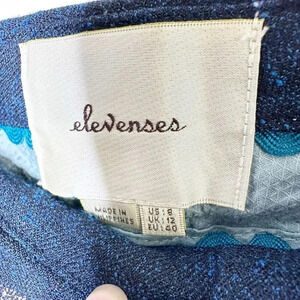 elevenses
MADE IN
US: 8
UK: 12
EU: 40